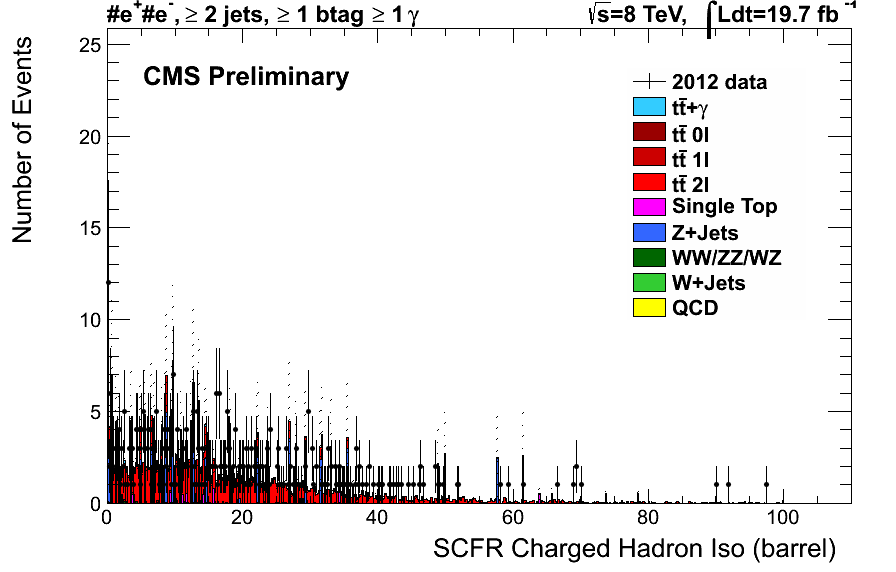 #e⁺#e⁻, ≥ 2 jets, ≥ 1 btag ≥ 1 γ
√s=8 TeV, ∫Ldt=19.7 fb⁻¹
CMS Preliminary
2012 data
tt̄+γ
tt̄ 0l
tt̄ 1l
tt̄ 2l
Single Top
Z+Jets
WW/ZZ/WZ
W+Jets
QCD
Number of Events
25
20
15
10
5
0
0 20 40 60 80 100
SCFR Charged Hadron Iso (barrel)